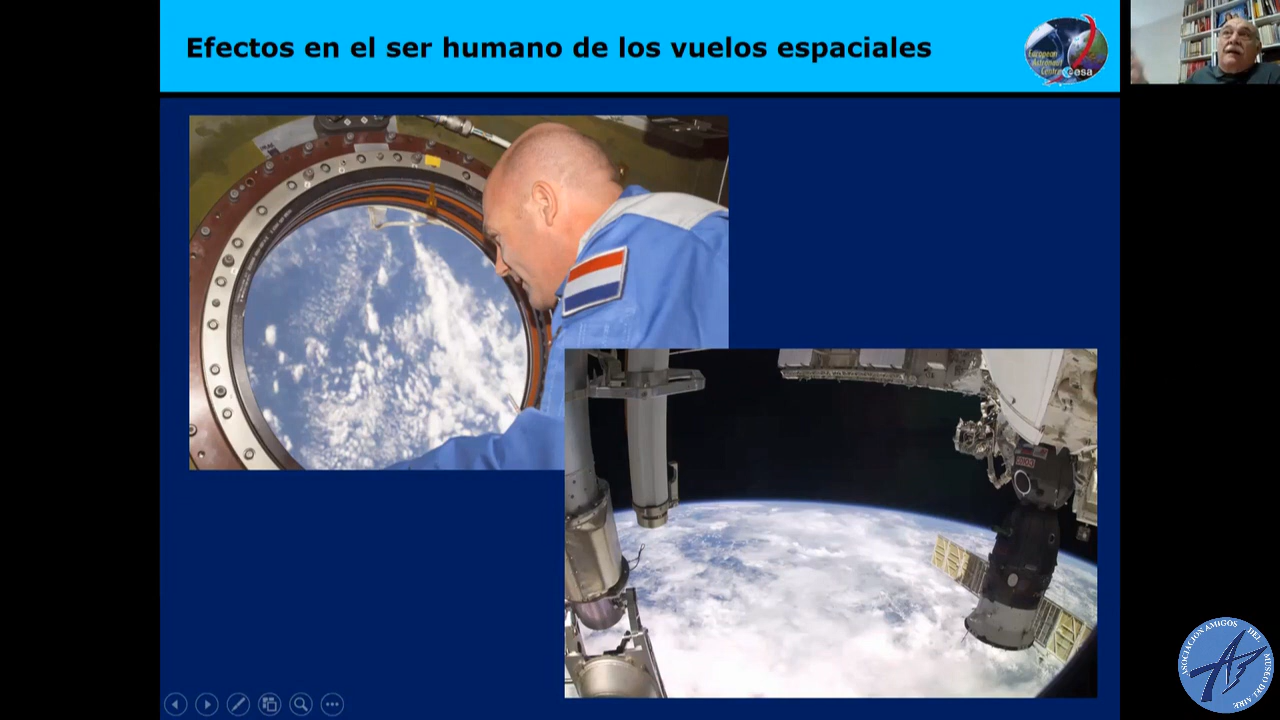 Efectos en el ser humano de los vuelos espaciales
European
Astronaut
Centre
esa
ASOCIACION AMIGOS DEL MUSEO DEL AIRE